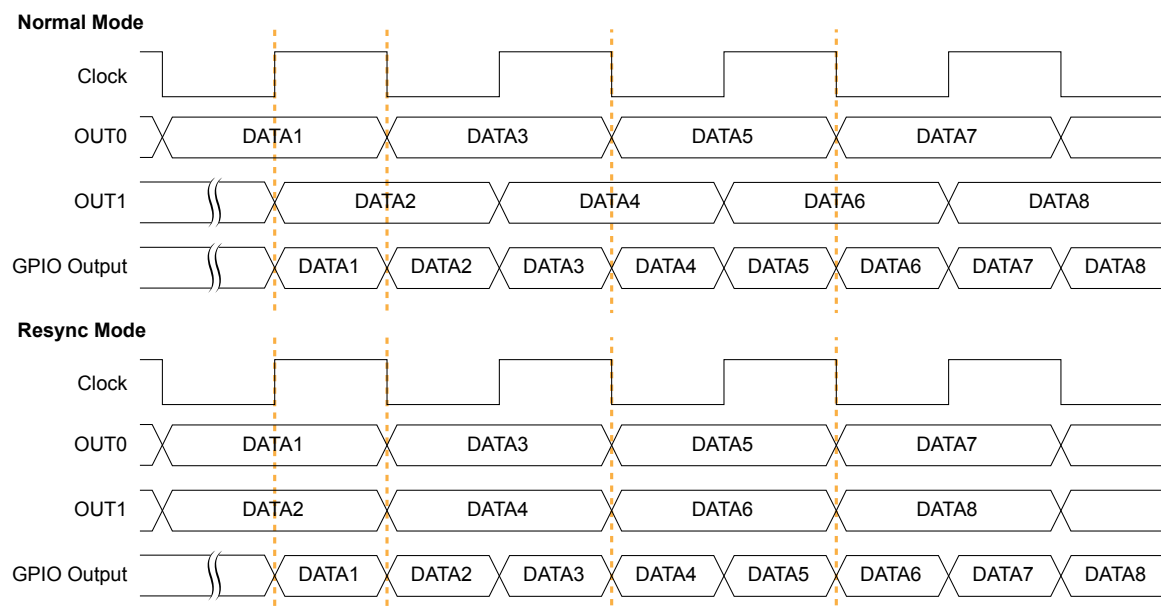 Normal Mode
Clock
OUT0 DATA1 DATA3 DATA5 DATA7
OUT1 DATA2 DATA4 DATA6 DATA8
GPIO Output DATA1 DATA2 DATA3 DATA4 DATA5 DATA6 DATA7 DATA8
Resync Mode
Clock
OUT0 DATA1 DATA3 DATA5 DATA7
OUT1 DATA2 DATA4 DATA6 DATA8
GPIO Output DATA1 DATA2 DATA3 DATA4 DATA5 DATA6 DATA7 DATA8